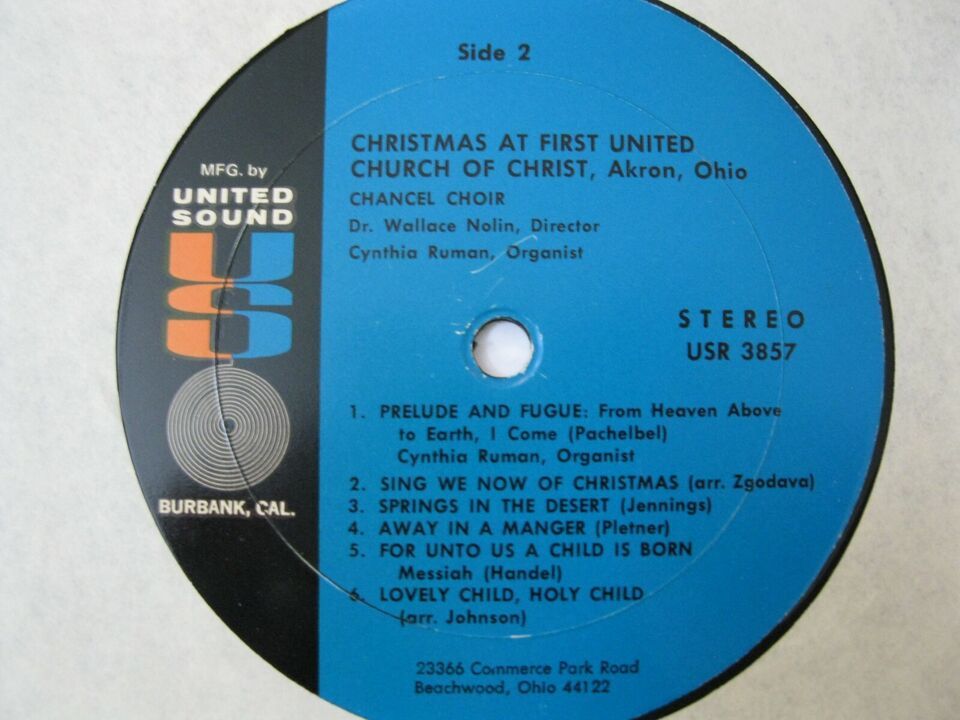 Side 2
CHRISTMAS AT FIRST UNITED
CHURCH OF CHRIST, Akron, Ohio
CHANCEL CHOIR
Dr. Wallace Nolin, Director
Cynthia Ruman, Organist
MFG. by
UNITED
SOUND
US
BURBANK, CAL.
STEREO
USR 3857
1. PRELUDE AND FUGUE: From Heaven Above
to Earth, I Come (Pachelbel)
Cynthia Ruman, Organist
2. SING WE NOW OF CHRISTMAS (arr. Zgodava)
3. SPRINGS IN THE DESERT (Jennings)
4. AWAY IN A MANGER (Pletner)
5. FOR UNTO US A CHILD IS BORN
Messiah (Handel)
6. LOVELY CHILD, HOLY CHILD
(arr. Johnson)
23366 Commerce Park Road
Beachwood, Ohio 44122